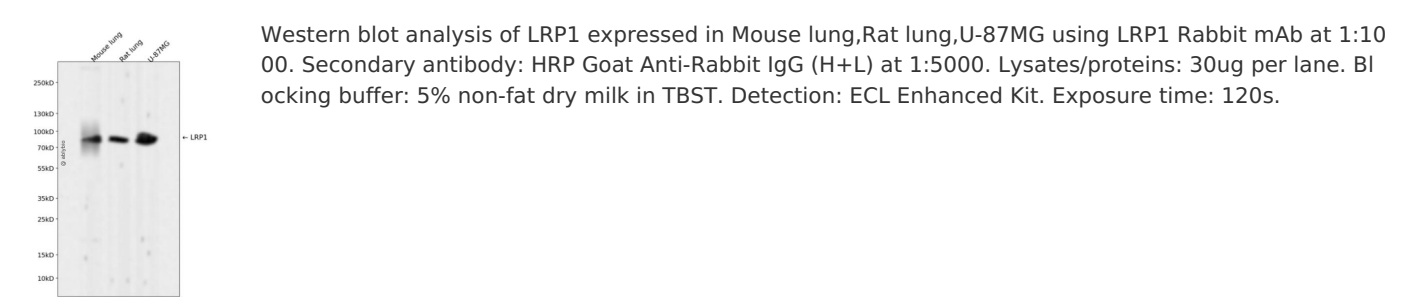 Mouse lung
Rat lung
U-87MG
250kD
130kD
100kD
70kD
55kD
35kD
25kD
15kD
10kD
← LRP1
Western blot analysis of LRP1 expressed in Mouse lung,Rat lung,U-87MG using LRP1 Rabbit mAb at 1:10
00. Secondary antibody: HRP Goat Anti-Rabbit IgG (H+L) at 1:5000. Lysates/proteins: 30ug per lane. Bl
ocking buffer: 5% non-fat dry milk in TBST. Detection: ECL Enhanced Kit. Exposure time: 120s.